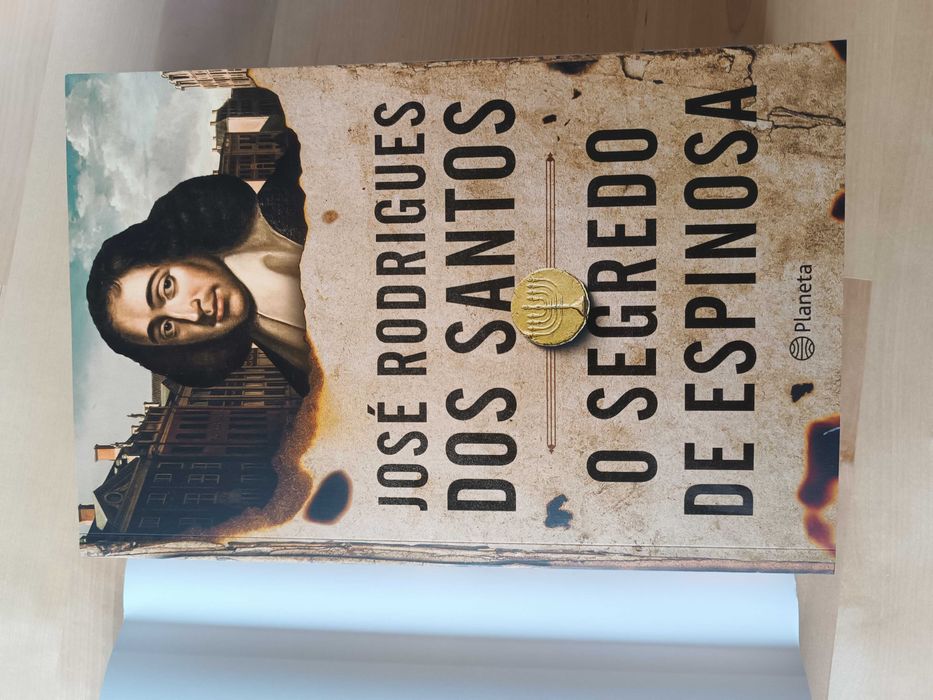 JOSÉ RODRIGUES
DOS SANTOS
O SEGREDO
DE ESPINOSA
Planeta